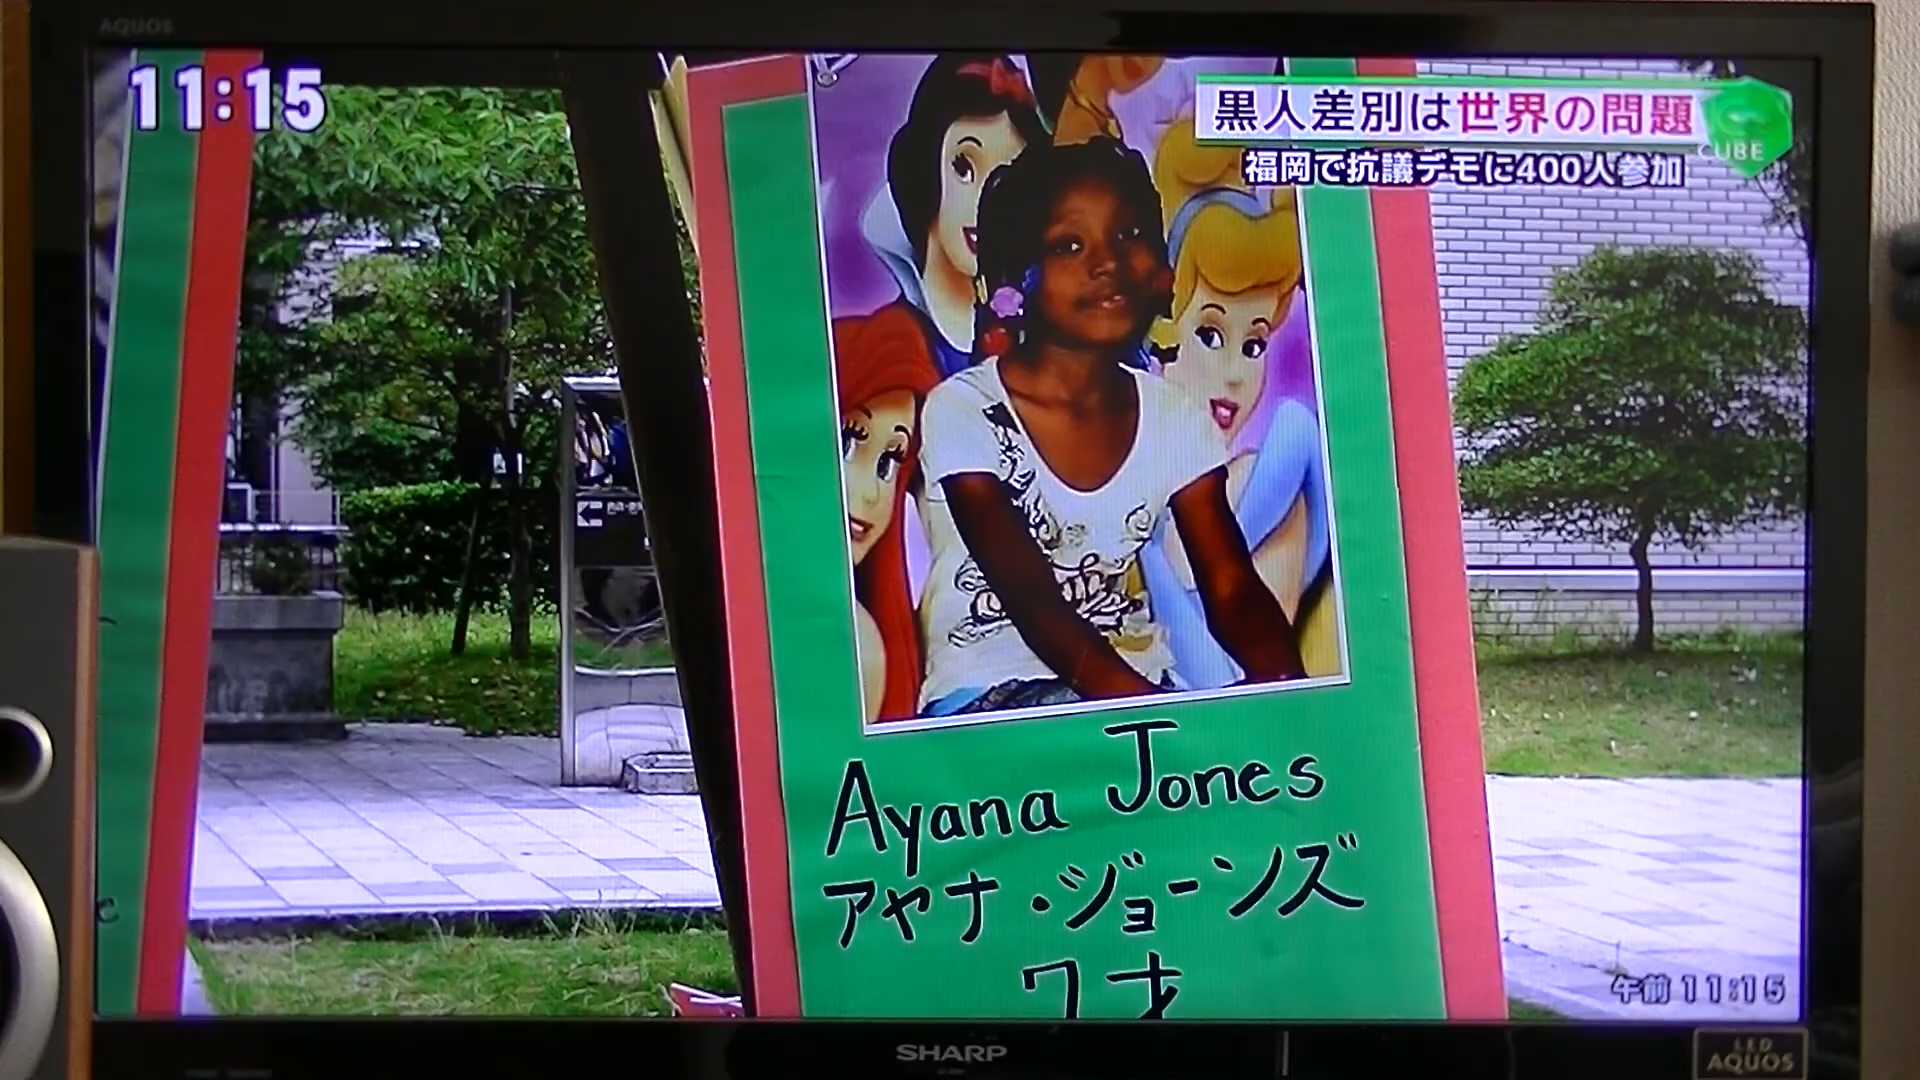 AQUOS
11:15
黒人差別は世界の問題
CUBE
福岡で抗議デモに400人参加
Ayana Jones
アヤナ・ジョーンズ
7才
午前11:15
SHARP
LED
AQUOS